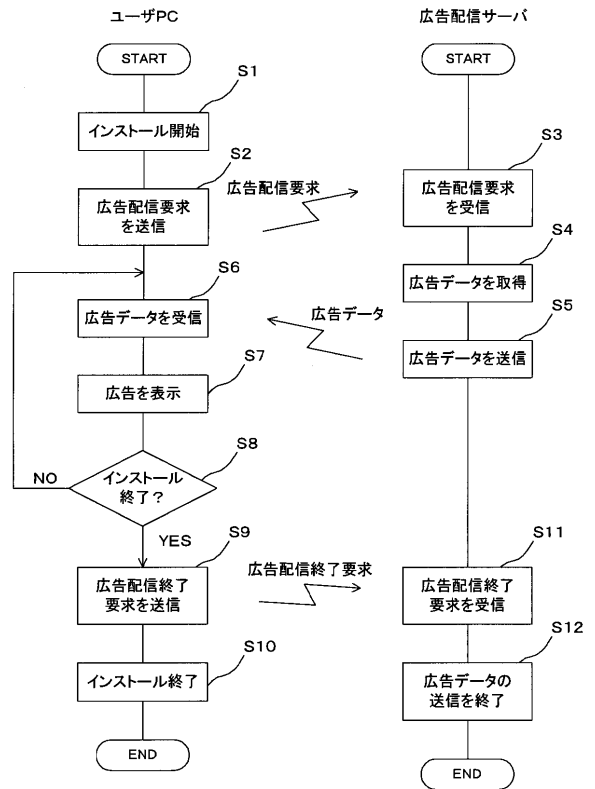 ユーザPC
広告配信サーバ
START
START
S1
インストール開始
S2
広告配信要求
を送信
広告配信要求
S3
広告配信要求
を受信
S4
広告データを取得
S6
広告データを受信
広告データ
S5
広告データを送信
S7
広告を表示
S8
インストール
終了?
NO
YES
S9
広告配信終了
要求を送信
広告配信終了要求
S11
広告配信終了
要求を受信
S10
インストール終了
S12
広告データの
送信を終了
END
END